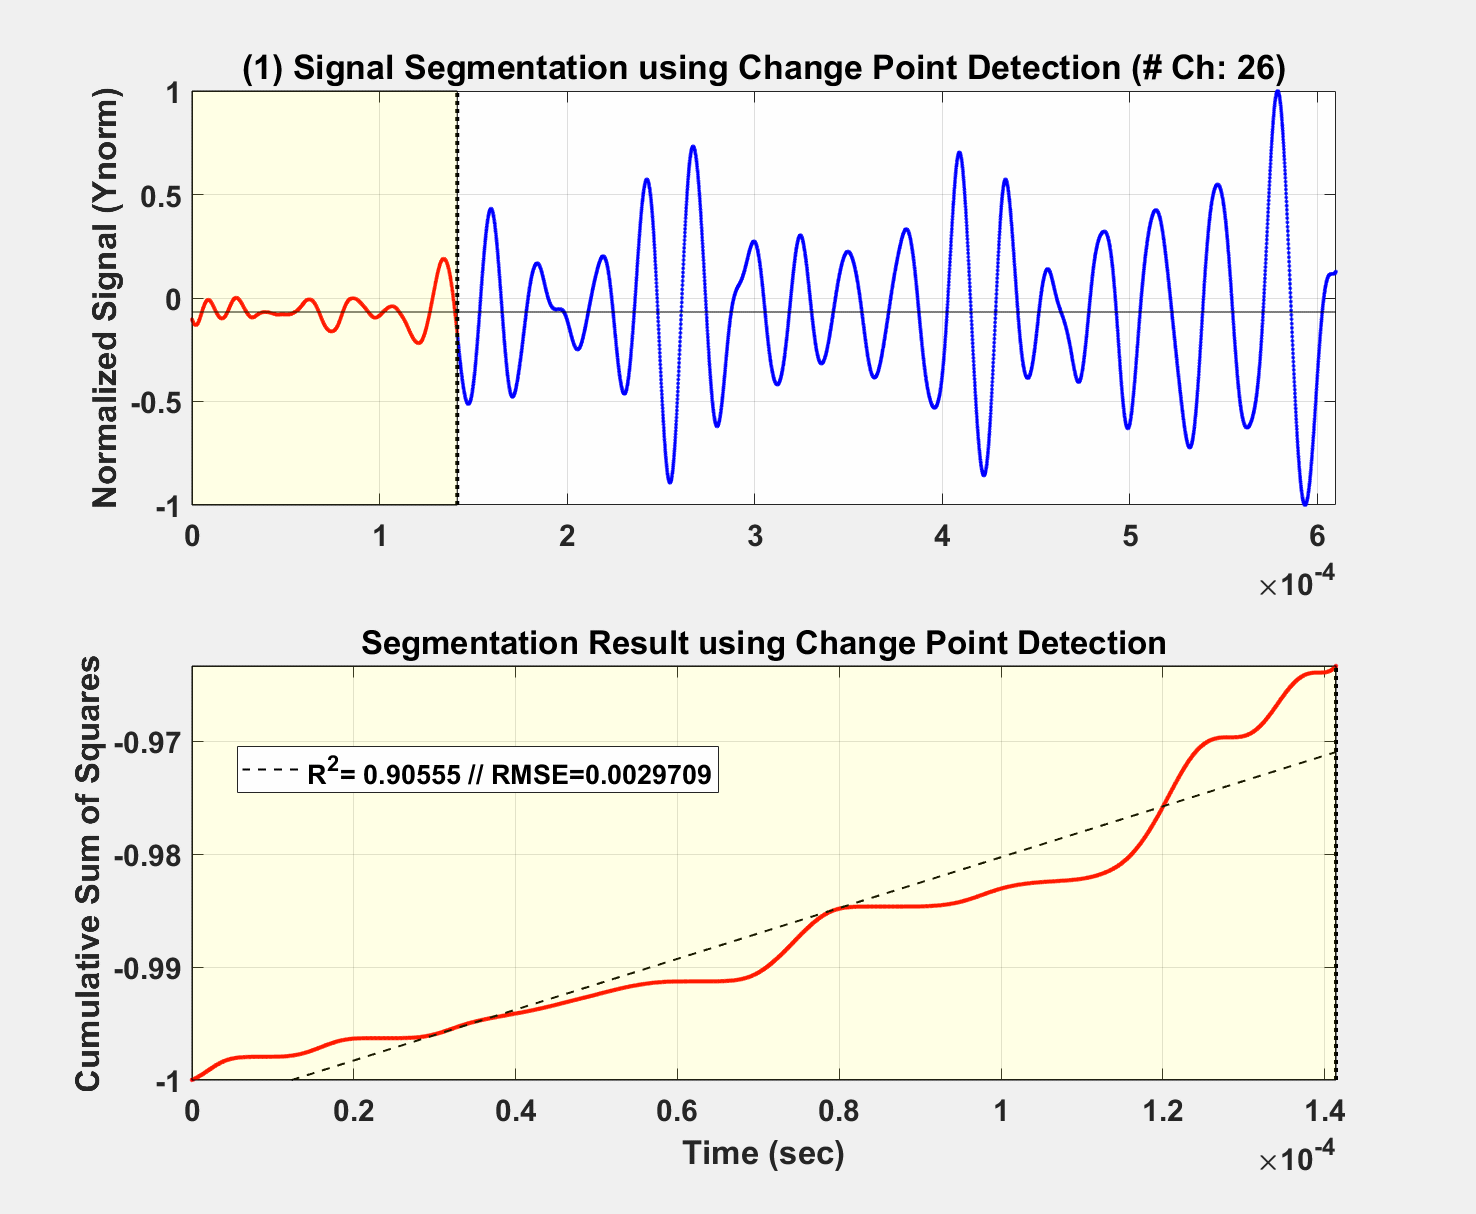 (1) Signal Segmentation using Change Point Detection (# Ch: 26)
Normalized Signal (Ynorm)
1
0.5
0
-0.5
-1
0 1 2 3 4 5 6
×10⁻⁴
Segmentation Result using Change Point Detection
Cumulative Sum of Squares
-0.97
-0.98
-0.99
-1
R²= 0.90555 // RMSE=0.0029709
0 0.2 0.4 0.6 0.8 1 1.2 1.4
Time (sec)
×10⁻⁴